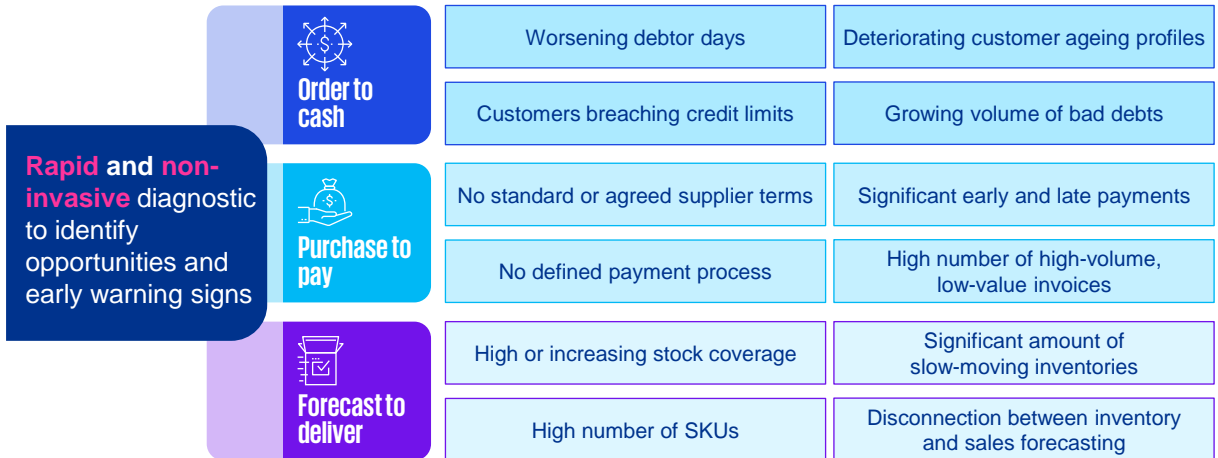 Rapid and non-
invasive diagnostic
to identify
opportunities and
early warning signs
$
Order to
cash
Worsening debtor days
Deteriorating customer ageing profiles
Customers breaching credit limits
Growing volume of bad debts
$
Purchase to
pay
No standard or agreed supplier terms
Significant early and late payments
No defined payment process
High number of high-volume,
low-value invoices
Forecast to
deliver
High or increasing stock coverage
Significant amount of
slow-moving inventories
High number of SKUs
Disconnection between inventory
and sales forecasting